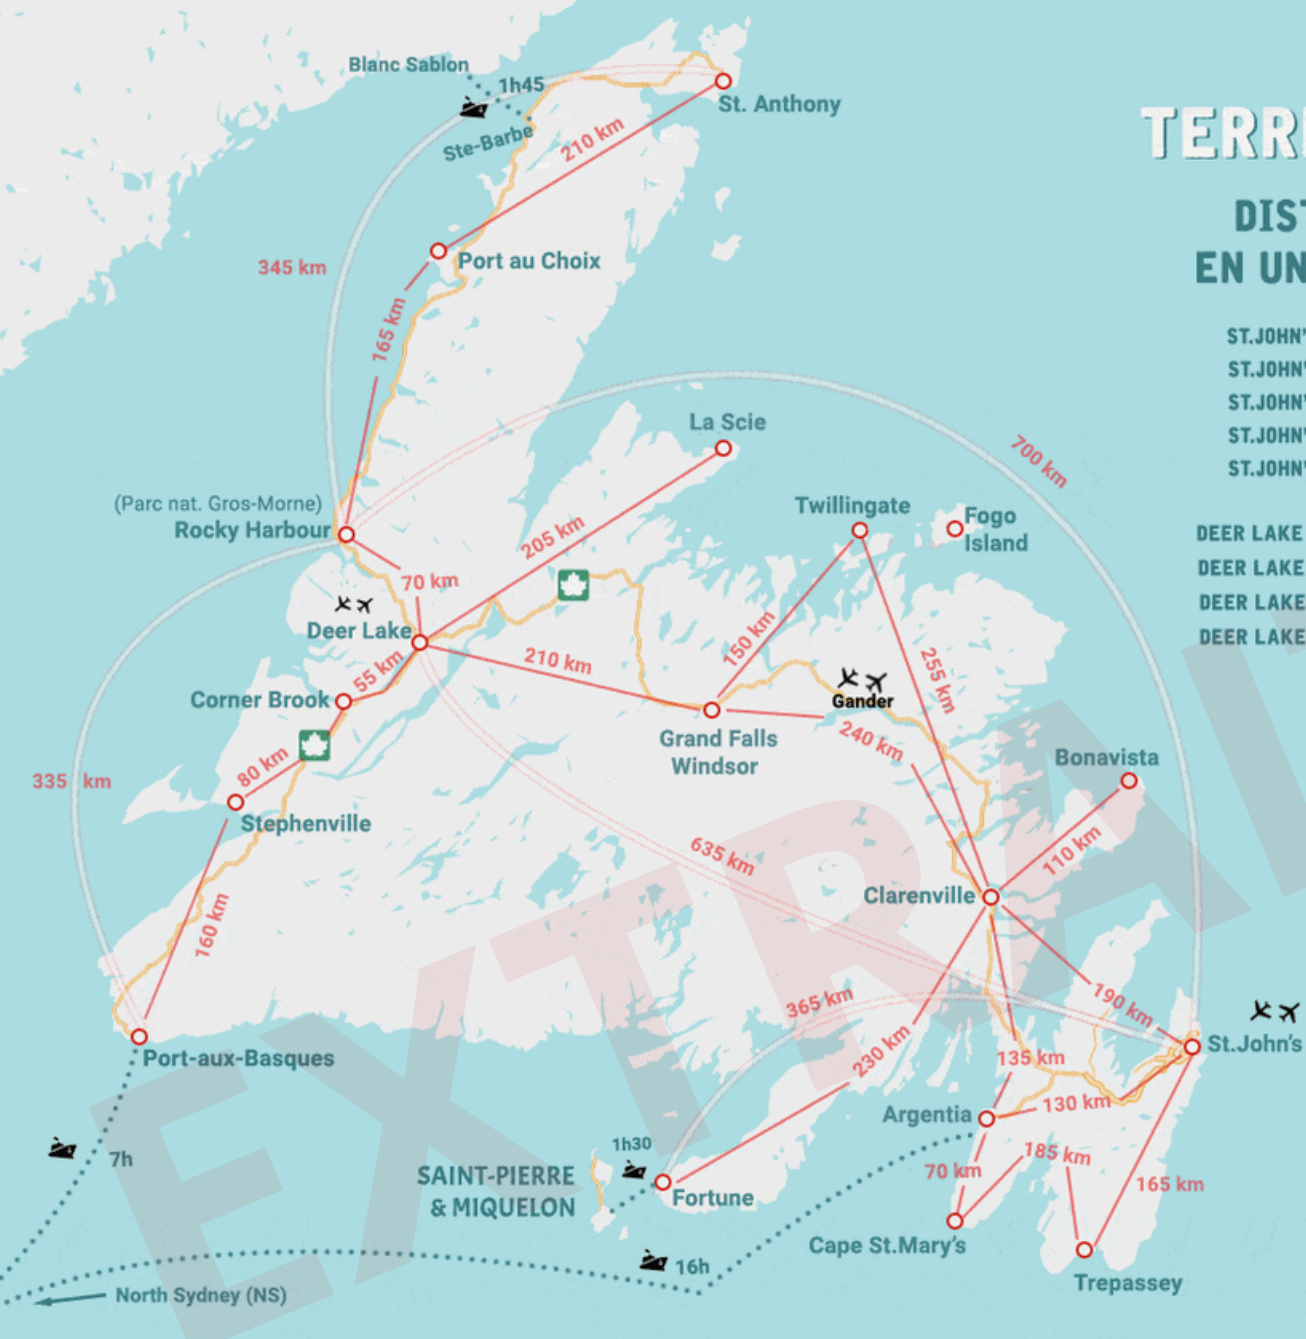 Blanc Sablon
1h45
Ste-Barbe
St. Anthony
210 km
TERR
DIS
EN UN
345 km
Port au Choix
165 km
ST.JOHN'
ST.JOHN'
ST.JOHN'
ST.JOHN'
ST.JOHN'
La Scie
700 km
(Parc nat. Gros-Morne)
Rocky Harbour
205 km
Twillingate
Fogo
Island
DEER LAKE
DEER LAKE
DEER LAKE
DEER LAKE
70 km
Deer Lake
150 km
255 km
210 km
55 km
Corner Brook
Gander
Grand Falls
Windsor
240 km
Bonavista
335 km
80 km
Stephenville
635 km
110 km
Clarenville
160 km
365 km
190 km
230 km
St.John's
Port-aux-Basques
135 km
Argentia
130 km
7h
1h30
SAINT-PIERRE
& MIQUELON
Fortune
70 km
185 km
165 km
Cape St.Mary's
16h
Trepassey
North Sydney (NS)
EXTRAI